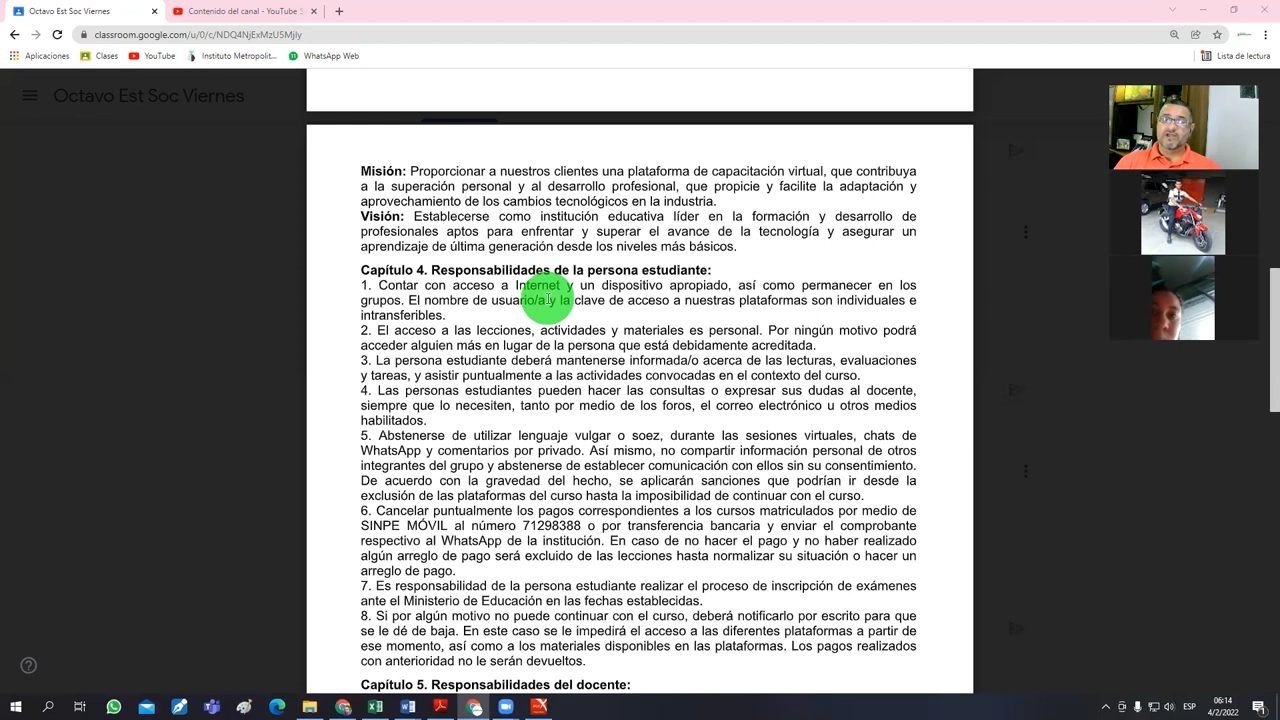 Octavo Est Soc Viernes
Contenido del canal - YouTube S
classroom.google.com/u/0/c/NDQ4NjExMzU5Mjly
Aplicaciones
Clases
YouTube
Instituto Metropolit...
WhatsApp Web
Lista de lectura
Octavo Est Soc Viernes
Misión: Proporcionar a nuestros clientes una plataforma de capacitación virtual, que contribuya
a la superación personal y al desarrollo profesional, que propicie y facilite la adaptación y
aprovechamiento de los cambios tecnológicos en la industria.
Visión: Establecerse como institución educativa líder en la formación y desarrollo de
profesionales aptos para enfrentar y superar el avance de la tecnología y asegurar un
aprendizaje de última generación desde los niveles más básicos.
Capítulo 4. Responsabilidades de la persona estudiante:
1. Contar con acceso a Internet y un dispositivo apropiado, así como permanecer en los
grupos. El nombre de usuario/a y la clave de acceso a nuestras plataformas son individuales e
intransferibles.
2. El acceso a las lecciones, actividades y materiales es personal. Por ningún motivo podrá
acceder alguien más en lugar de la persona que está debidamente acreditada.
3. La persona estudiante deberá mantenerse informada/o acerca de las lecturas, evaluaciones
y tareas, y asistir puntualmente a las actividades convocadas en el contexto del curso.
4. Las personas estudiantes pueden hacer las consultas o expresar sus dudas al docente,
siempre que lo necesiten, tanto por medio de los foros, el correo electrónico u otros medios
habilitados.
5. Abstenerse de utilizar lenguaje vulgar o soez, durante las sesiones virtuales, chats de
WhatsApp y comentarios por privado. Así mismo, no compartir información personal de otros
integrantes del grupo y abstenerse de establecer comunicación con ellos sin su consentimiento.
De acuerdo con la gravedad del hecho, se aplicarán sanciones que podrían ir desde la
exclusión de las plataformas del curso hasta la imposibilidad de continuar con el curso.
6. Cancelar puntualmente los pagos correspondientes a los cursos matriculados por medio de
SINPE MÓVIL al número 71298388 o por transferencia bancaria y enviar el comprobante
respectivo al WhatsApp de la institución. En caso de no hacer el pago y no haber realizado
algún arreglo de pago será excluido de las lecciones hasta normalizar su situación o hacer un
arreglo de pago.
7. Es responsabilidad de la persona estudiante realizar el proceso de inscripción de exámenes
ante el Ministerio de Educación en las fechas establecidas.
8. Si por algún motivo no puede continuar con el curso, deberá notificarlo por escrito para que
se le dé de baja. En este caso se le impedirá el acceso a las diferentes plataformas a partir de
ese momento, así como a los materiales disponibles en las plataformas. Los pagos realizados
con anterioridad no le serán devueltos.
Capítulo 5. Responsabilidades del docente:
ESP
06:14
4/2/2022